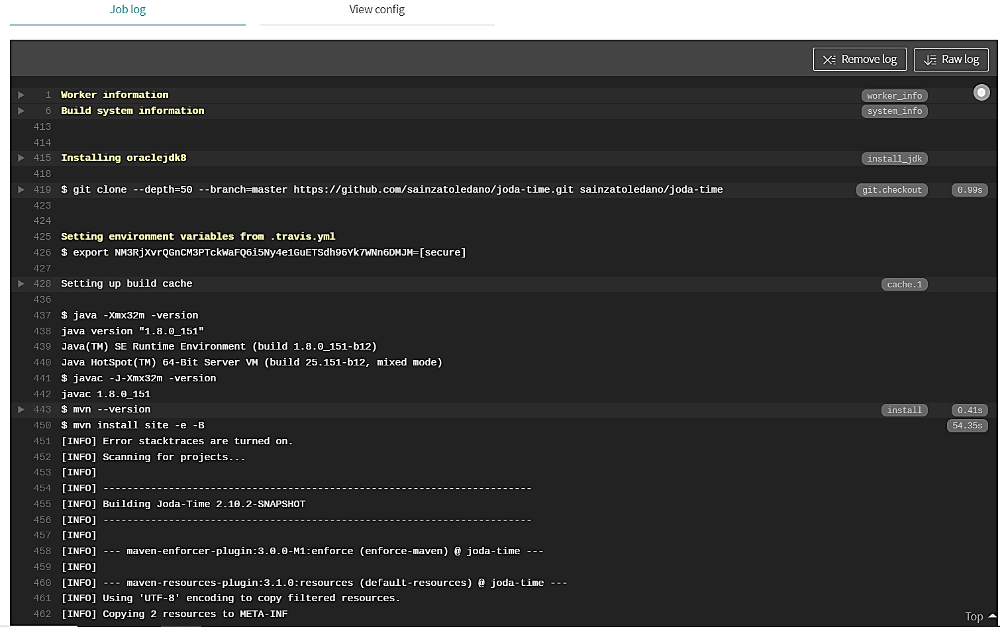 Job log
View config
Remove log
Raw log
1 Worker information worker_info
6 Build system information system_info
413
414
415 Installing oraclejdk8 install_jdk
418
419 $ git clone --depth=50 --branch=master https://github.com/sainzatoledano/joda-time.git sainzatoledano/joda-time git.checkout 0.99s
423
424
425 Setting environment variables from .travis.yml
426 $ export NM3RjXvrQGnCM3PTckWaFQ6i5Ny4e1GuETSdh96Yk7WNn6DMJM=[secure]
427
428 Setting up build cache cache.1
436
437 $ java -Xmx32m -version
438 java version "1.8.0_151"
439 Java(TM) SE Runtime Environment (build 1.8.0_151-b12)
440 Java HotSpot(TM) 64-Bit Server VM (build 25.151-b12, mixed mode)
441 $ javac -J-Xmx32m -version
442 javac 1.8.0_151
443 $ mvn --version install 0.41s
450 $ mvn install site -e -B 54.35s
451 [INFO] Error stacktraces are turned on.
452 [INFO] Scanning for projects...
453 [INFO]
454 [INFO] ------------------------------------------------------------------------
455 [INFO] Building Joda-Time 2.10.2-SNAPSHOT
456 [INFO] ------------------------------------------------------------------------
457 [INFO]
458 [INFO] --- maven-enforcer-plugin:3.0.0-M1:enforce (enforce-maven) @ joda-time ---
459 [INFO]
460 [INFO] --- maven-resources-plugin:3.1.0:resources (default-resources) @ joda-time ---
461 [INFO] Using 'UTF-8' encoding to copy filtered resources.
462 [INFO] Copying 2 resources to META-INF
Top